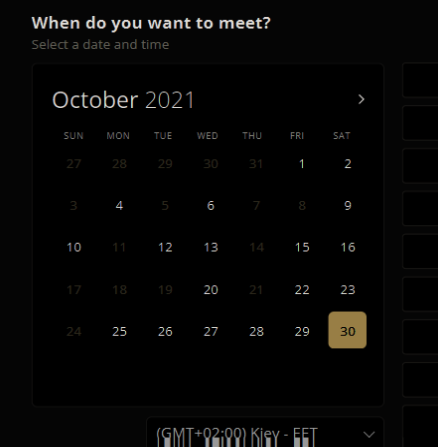 When do you want to meet?
Select a date and time
October 2021
SUN MON TUE WED THU FRI SAT
27 28 29 30 31 1 2
3 4 5 6 7 8 9
10 11 12 13 14 15 16
17 18 19 20 21 22 23
24 25 26 27 28 29 30
(GMT+02:00) Kiev - EET